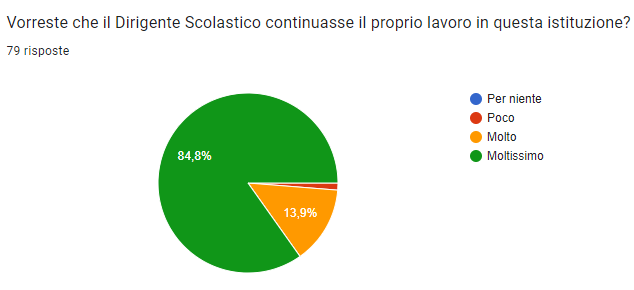 Vorreste che il Dirigente Scolastico continuasse il proprio lavoro in questa istituzione?
79 risposte
Per niente
Poco
Molto
Moltissimo
84,8%
13,9%